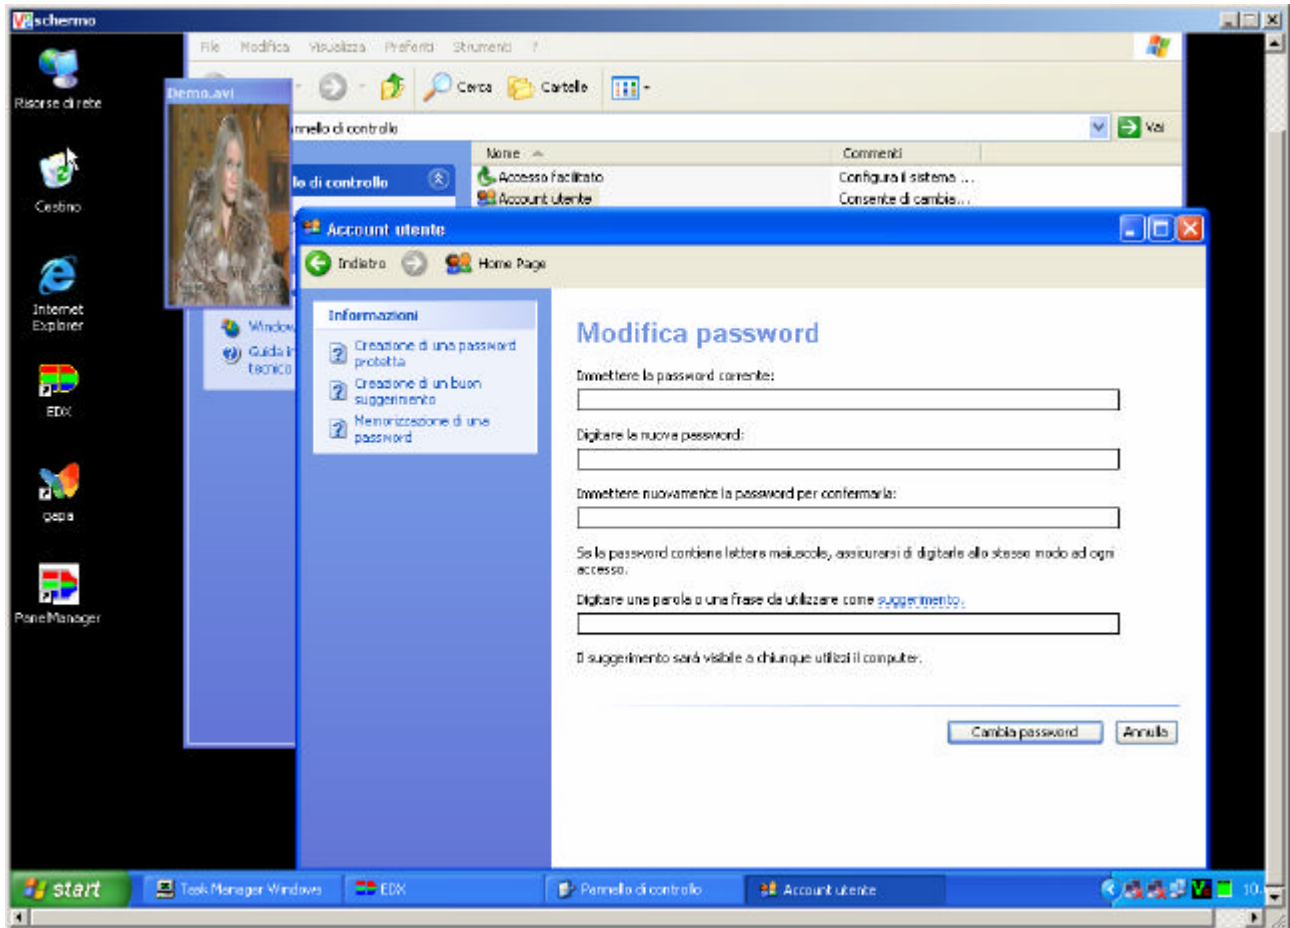 schermo
File Modifica Visualizza Preferiti Strumenti ?
Risorse di rete
Demo.avi
Cerca Cartelle
nnello di controllo
Vai
Nome Commenti
lo di controllo
Accesso facilitato Configura il sistema ...
Account utente Consente di cambia...
Cestino
Account utente
Indietro Home Page
Internet
Explorer
Window
Guida in
tecnico
Informazioni
Creazione di una password
protetta
Creazione di un buon
suggerimento
Memorizzazione di una
password
Modifica password
Immettere la password corrente:
Digitare la nuova password:
Immettere nuovamente la password per confermarla:
Se la password contiene lettere maiuscole, assicurarsi di digitarle allo stesso modo ad ogni
accesso.
Digitare una parola o una frase da utilizzare come suggerimento.
Il suggerimento sarà visibile a chiunque utilizzi il computer.
Cambia password Annulla
EDX
gapa
PanelManager
start Task Manager Windows EDX Pannello di controllo Account utente 10.